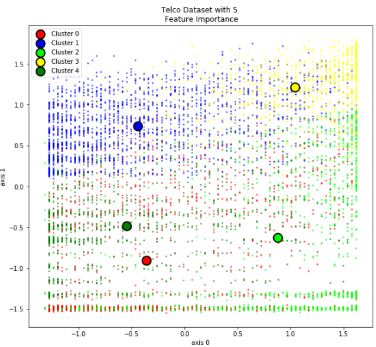 Telco Dataset with 5
Feature Importance
Cluster 0
Cluster 1
Cluster 2
Cluster 3
Cluster 4
1.5
1.0
0.5
0.0
−0.5
−1.0
−1.5
axis 1
−1.0 −0.5 0.0 0.5 1.0 1.5
axis 0